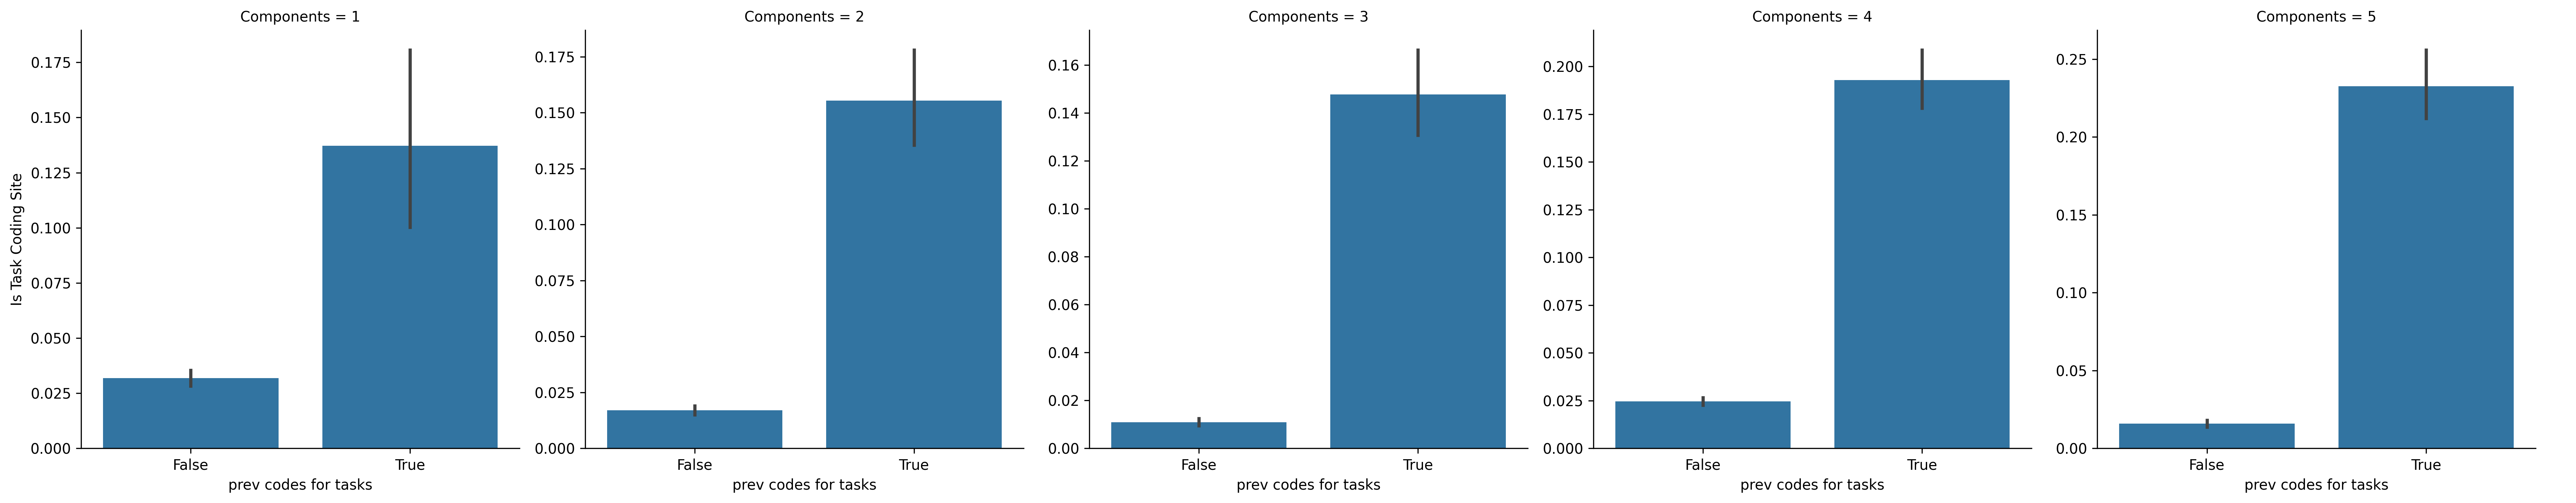 Components = 1
Components = 2
Components = 3
Components = 4
Components = 5
Is Task Coding Site
0.175
0.150
0.125
0.100
0.075
0.050
0.025
0.000
False
True
prev codes for tasks
0.175
0.150
0.125
0.100
0.075
0.050
0.025
0.000
False
True
prev codes for tasks
0.16
0.14
0.12
0.10
0.08
0.06
0.04
0.02
0.00
False
True
prev codes for tasks
0.200
0.175
0.150
0.125
0.100
0.075
0.050
0.025
0.000
False
True
prev codes for tasks
0.25
0.20
0.15
0.10
0.05
0.00
False
True
prev codes for tasks